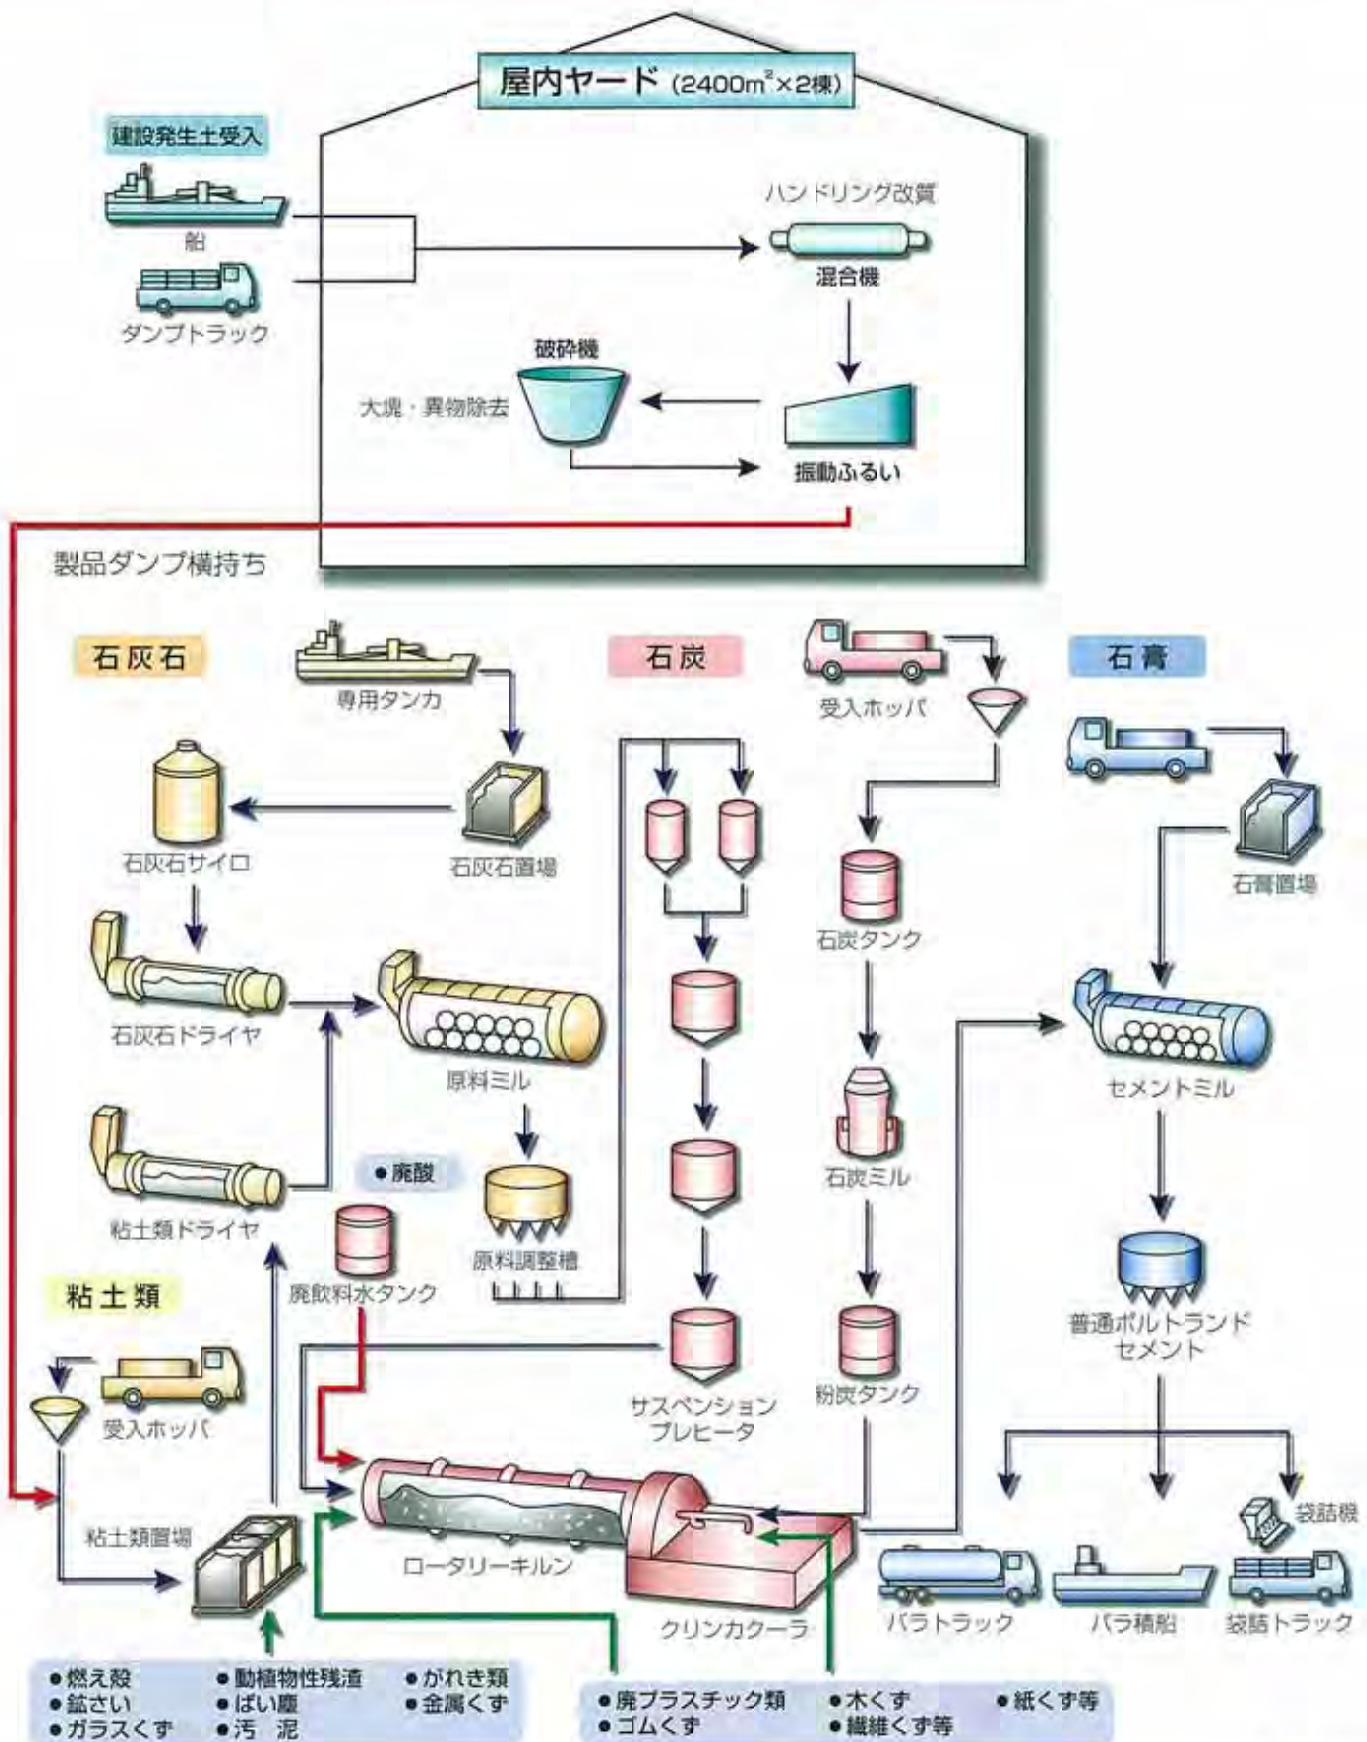 屋内ヤード (2400m²×2棟)
建設発生土受入
船
ダンプトラック
ハンドリング改質
混合機
破砕機
大塊・異物除去
振動ふるい
製品ダンプ横持ち
石灰石
専用タンカ
石灰石サイロ
石灰石置場
石灰石ドライヤ
原料ミル
粘土類ドライヤ
原料調整槽
●廃酸
廃飲料水タンク
粘土類
受入ホッパ
粘土類置場
石炭
受入ホッパ
石炭タンク
石炭ミル
粉炭タンク
サスペンション
プレヒータ
ロータリーキルン
クリンカクーラ
石膏
石膏置場
セメントミル
普通ポルトランド
セメント
袋詰機
バラトラック
バラ積船
袋詰トラック
●燃え殻 ●動植物性残渣 ●がれき類
●鉱さい ●ばい塵 ●金属くず
●ガラスくず ●汚 泥
●廃プラスチック類 ●木くず ●紙くず等
●ゴムくず ●繊維くず等